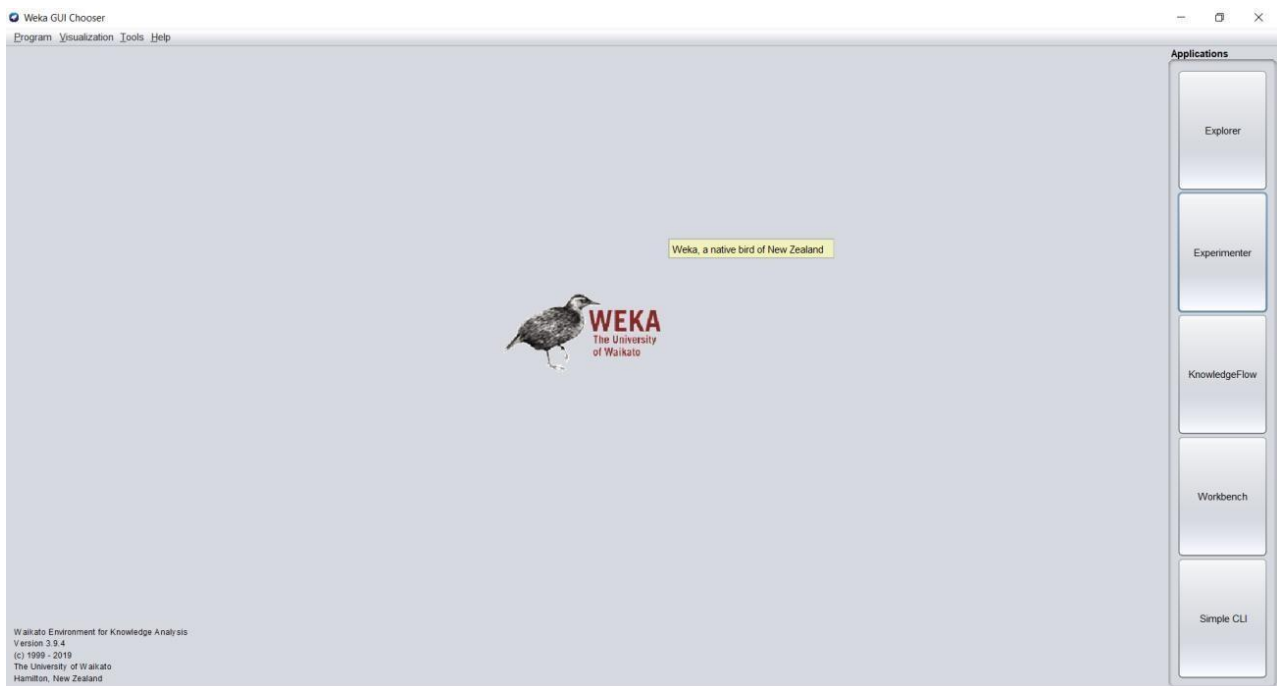 Weka GUI Chooser
Program Visualization Tools Help
Applications
Explorer
Weka, a native bird of New Zealand
Experimenter
WEKA
The University
of Waikato
KnowledgeFlow
Workbench
Simple CLI
Waikato Environment for Knowledge Analysis
Version 3.9.4
(c) 1999 - 2019
The University of Waikato
Hamilton, New Zealand